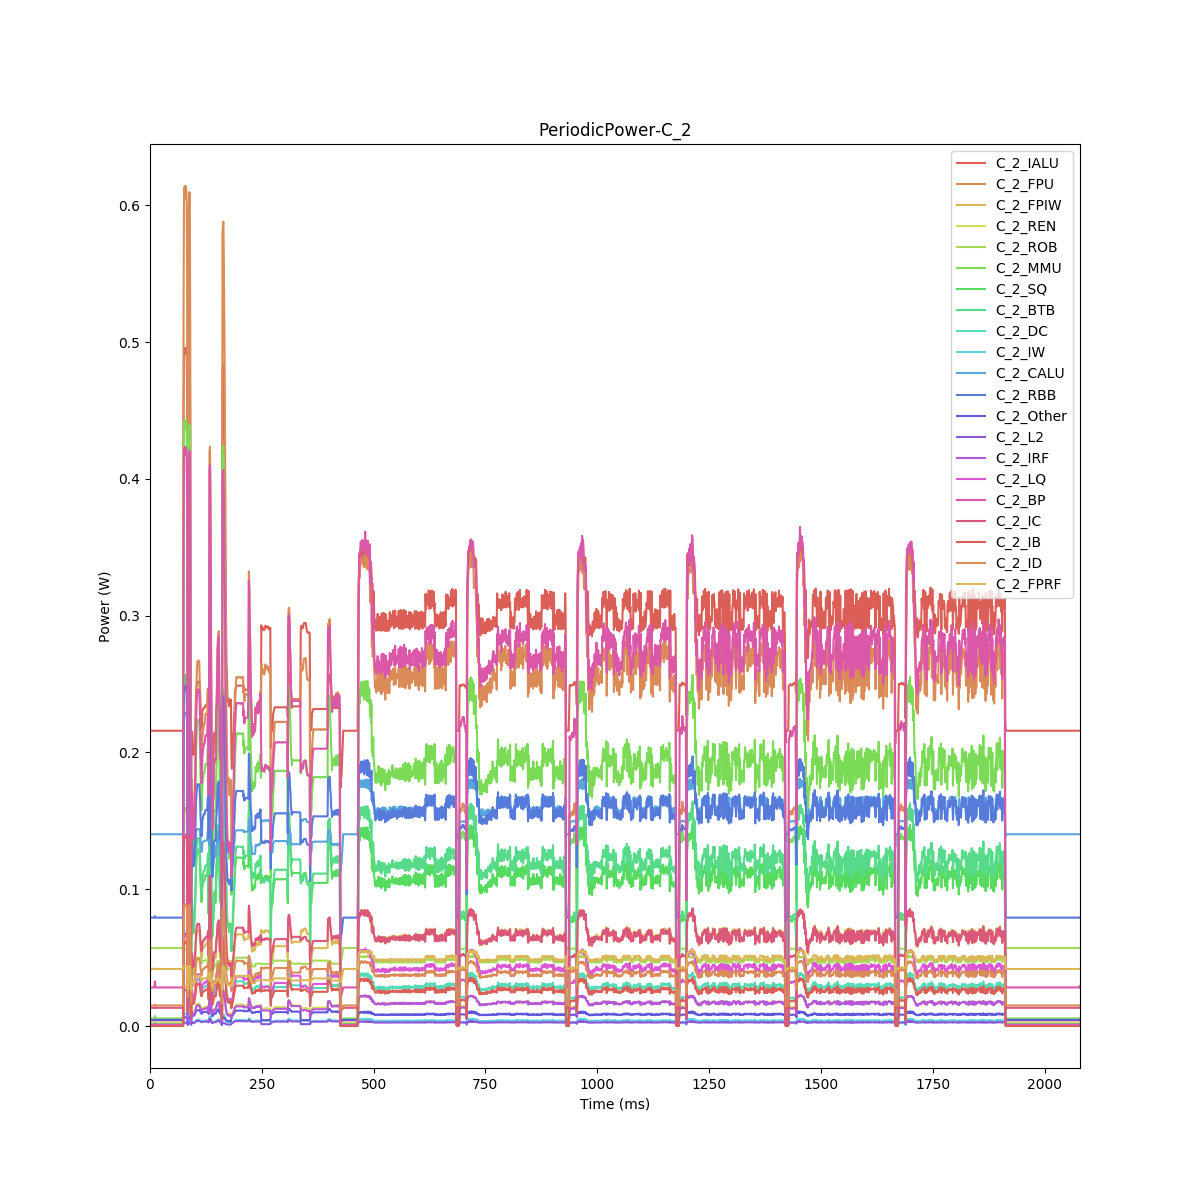 PeriodicPower-C_2
C_2_IALU
C_2_FPU
C_2_FPIW
C_2_REN
C_2_ROB
C_2_MMU
C_2_SQ
C_2_BTB
C_2_DC
C_2_IW
C_2_CALU
C_2_RBB
C_2_Other
C_2_L2
C_2_IRF
C_2_LQ
C_2_BP
C_2_IC
C_2_IB
C_2_ID
C_2_FPRF
0.6
0.5
0.4
0.3
0.2
0.1
0.0
Power (W)
0 250 500 750 1000 1250 1500 1750 2000
Time (ms)